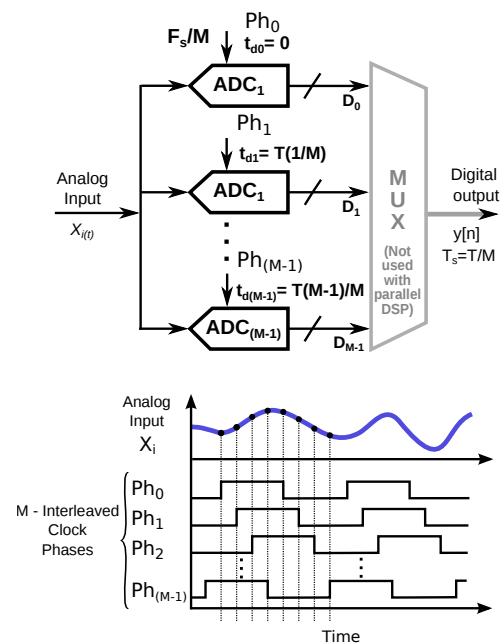 Ph0
Fs/M
td0= 0
ADC1
D0
Ph1
td1= T(1/M)
Analog
Input
Xi(t)
ADC1
D1
Ph(M-1)
td(M-1)= T(M-1)/M
ADC(M-1)
DM-1
M
U
X
(Not
used
with
parallel
DSP)
Digital
output
y[n]
Ts=T/M
Analog
Input
Xi
M - Interleaved
Clock
Phases
Ph0
Ph1
Ph2
Ph(M-1)
Time